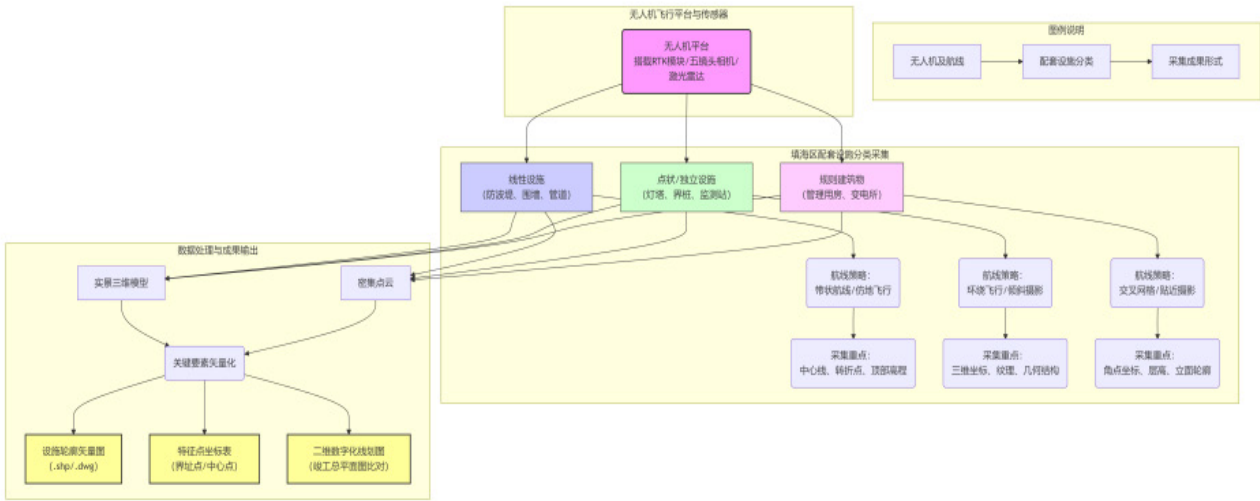 无人机飞行平台与传感器
无人机平台
搭载RTK模块/五镜头相机/
激光雷达
图例说明
无人机及航线
配套设施分类
采集成果形式
填海区配套设施分类采集
线性设施
(防波堤、围墙、管道)
点状/独立设施
(灯塔、界桩、监测站)
规则建筑物
(管理用房、变电所)
航线策略:
带状航线/仿地飞行
航线策略:
环绕飞行/倾斜摄影
航线策略:
交叉网格/贴近摄影
采集重点:
中心线、转折点、顶部高程
采集重点:
三维坐标、纹理、几何结构
采集重点:
角点坐标、层高、立面轮廓
数据处理与成果输出
实景三维模型
密集点云
关键要素矢量化
设施轮廓矢量图
(.shp/.dwg)
特征点坐标表
(界址点/中心点)
二维数字化线划图
(竣工总平面图比对)